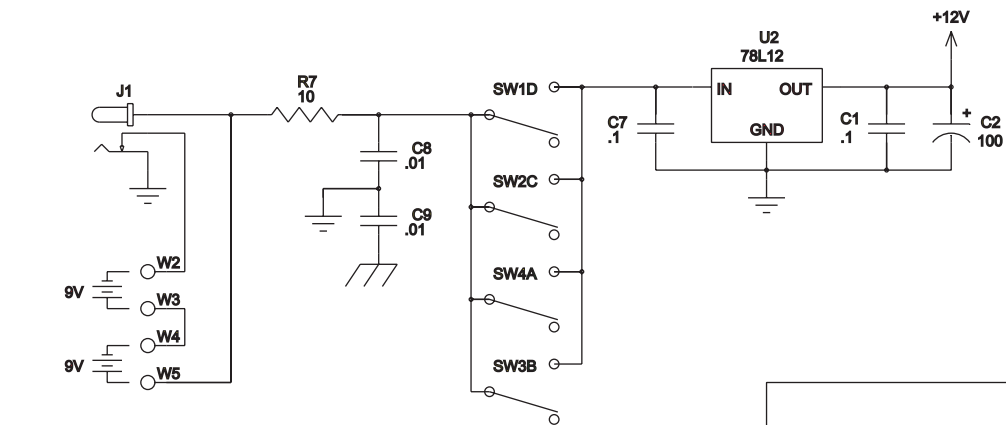 +12V
U2
78L12
J1
R7
10
SW1D
IN
OUT
GND
C7
.1
C1
.1
+
C2
100
C8
.01
SW2C
C9
.01
W2
9V
W3
SW4A
W4
9V
W5
SW3B